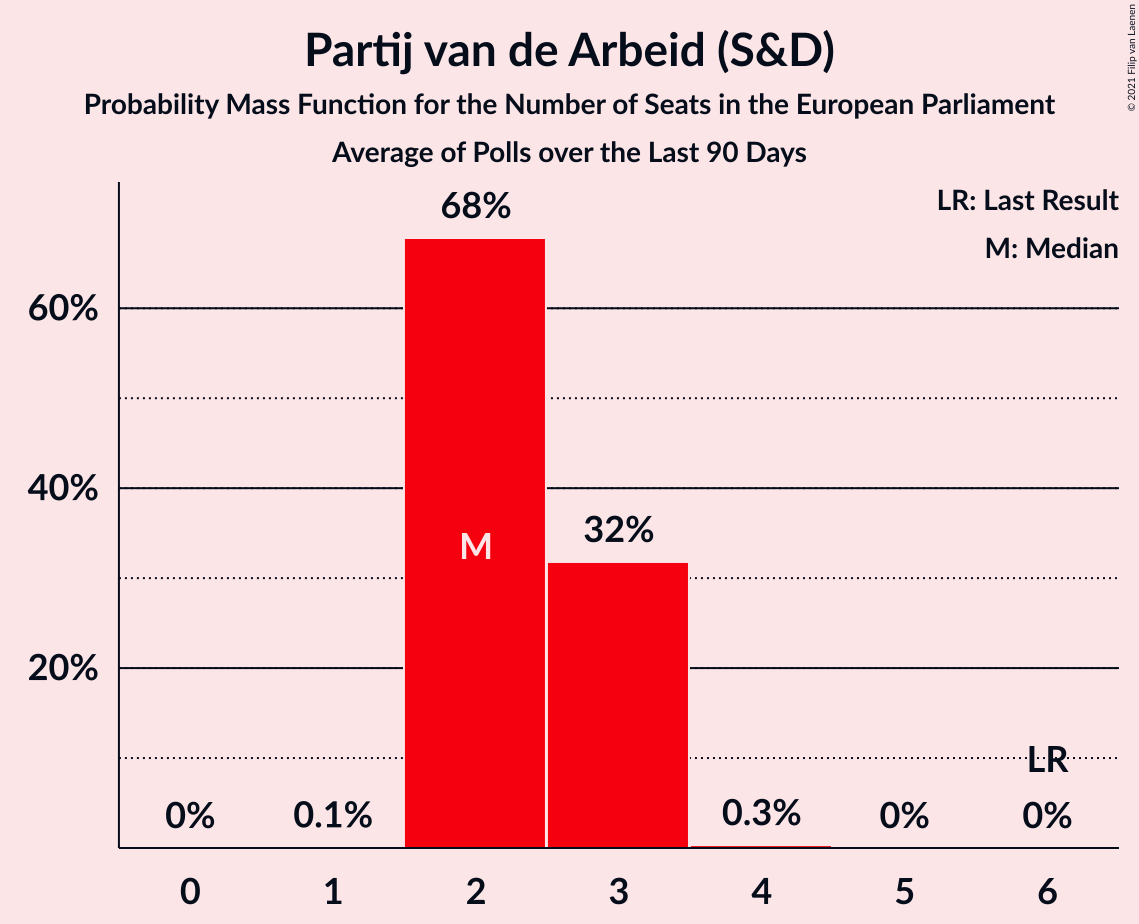 Partij van de Arbeid (S&D)
Probability Mass Function for the Number of Seats in the European Parliament
Average of Polls over the Last 90 Days
© 2021 Filip van Laenen
LR: Last Result
M: Median
68%
60%
40%
32%
M
20%
LR
0% 0.1% 0.3% 0% 0%
0 1 2 3 4 5 6